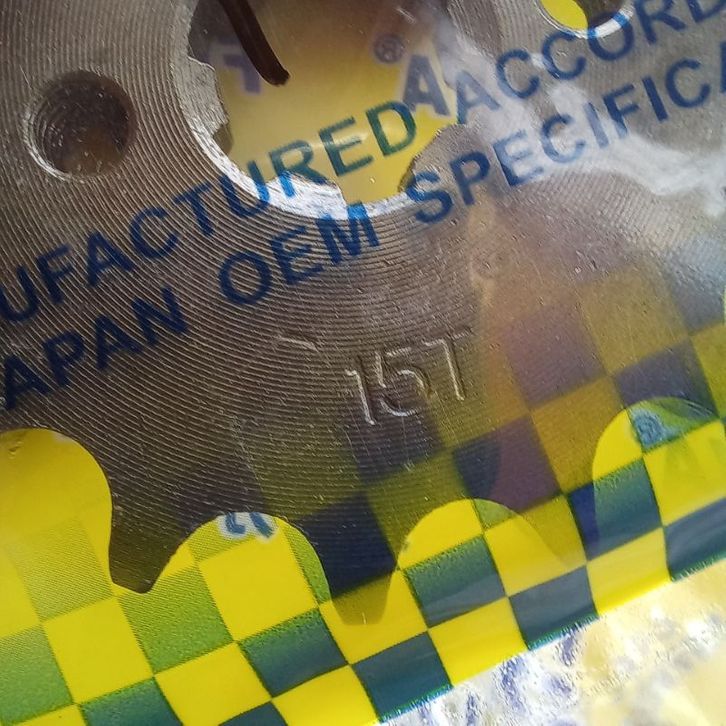 UFACTURED ACCORD
APAN OEM SPECIFICA
15T